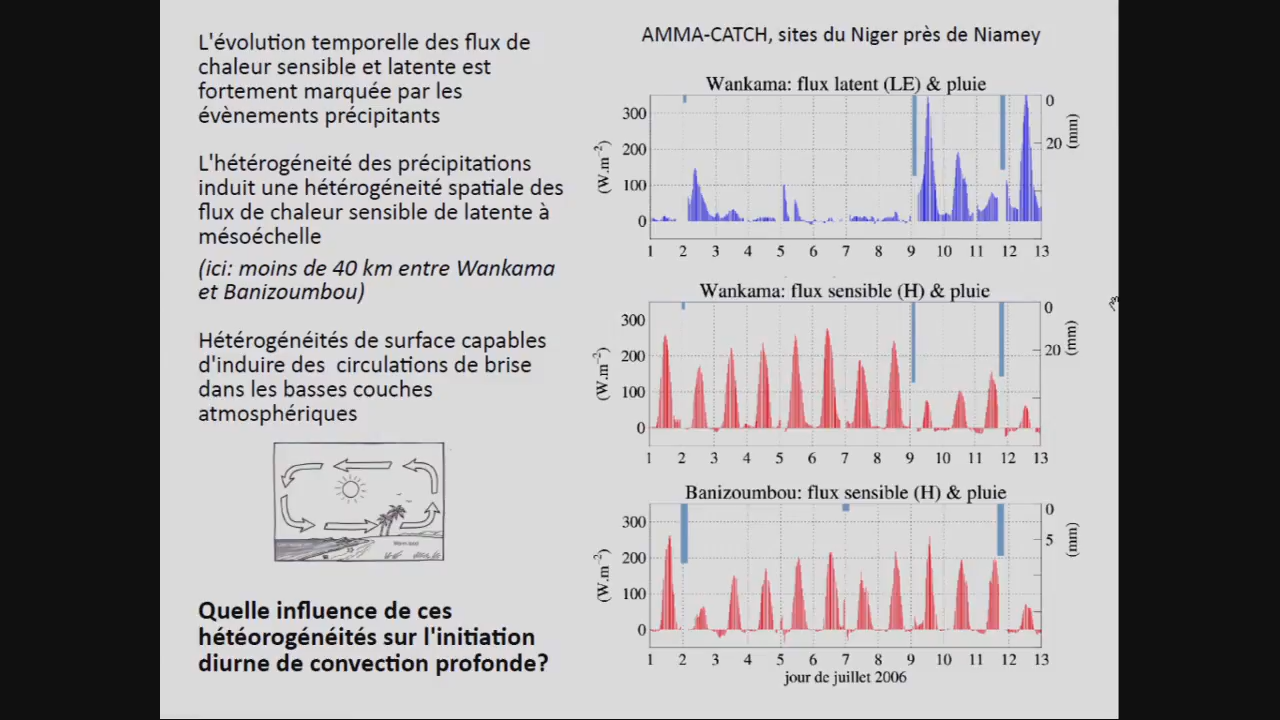 L'évolution temporelle des flux de
chaleur sensible et latente est
fortement marquée par les
évènements précipitants
L'hétérogéneité des précipitations
induit une hétérogéneité spatiale des
flux de chaleur sensible de latente à
mésoéchelle
(ici: moins de 40 km entre Wankama
et Banizoumbou)
Hétérogénéités de surface capables
d'induire des circulations de brise
dans les basses couches
atmosphériques
Warm land
Quelle influence de ces
hétéorogénéités sur l'initiation
diurne de convection profonde?
AMMA-CATCH, sites du Niger près de Niamey
Wankama: flux latent (LE) & pluie
300
200
100
0
(W.m⁻²)
0
20
(mm)
1 2 3 4 5 6 7 8 9 10 11 12 13
Wankama: flux sensible (H) & pluie
300
200
100
0
(W.m⁻²)
0
20
(mm)
1 2 3 4 5 6 7 8 9 10 11 12 13
Banizoumbou: flux sensible (H) & pluie
300
200
100
0
(W.m⁻²)
0
5
(mm)
1 2 3 4 5 6 7 8 9 10 11 12 13
jour de juillet 2006